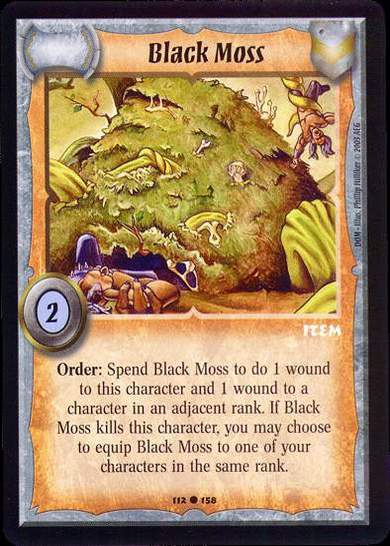 Black Moss
DOM • Illus. Phillip Hilliker © 2003 AEG
2
ITEM
Order: Spend Black Moss to do 1 wound
to this character and 1 wound to a
character in an adjacent rank. If Black
Moss kills this character, you may choose
to equip Black Moss to one of your
characters in the same rank.
112 ● 158